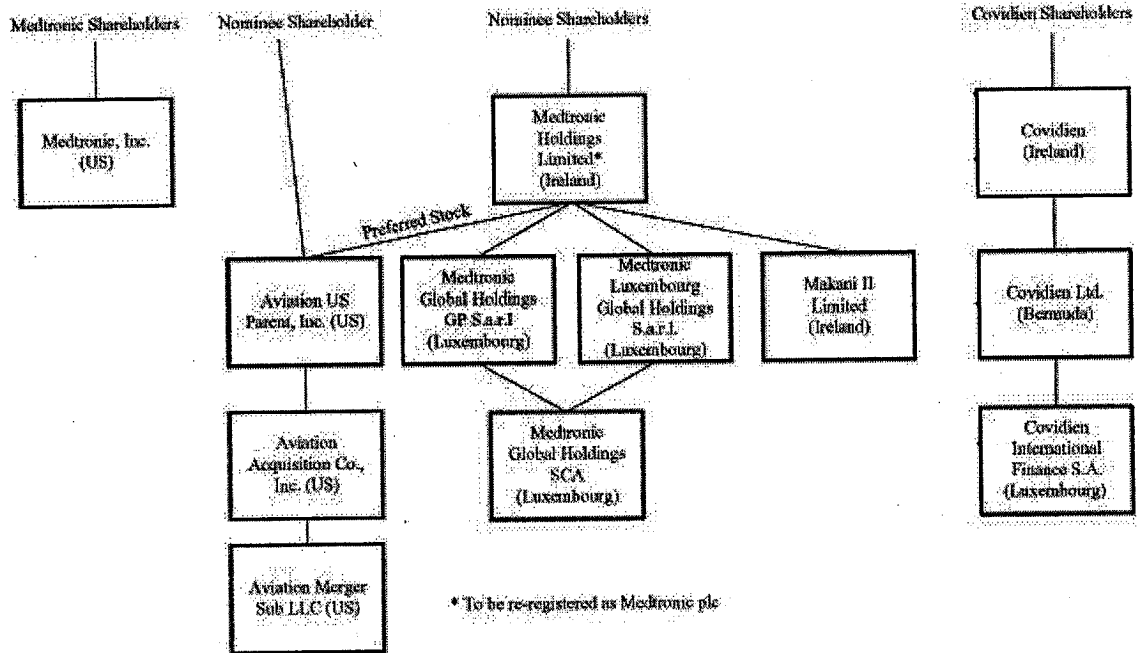 Medtronic Shareholders
Nominee Shareholder
Nominee Shareholders
Covidien Shareholders
Medtronic, Inc.
(US)
Medtronic
Holdings
Limited*
(Ireland)
Covidien
(Ireland)
Preferred Stock
Aviation US
Parent, Inc. (US)
Medtronic
Global Holdings
GP S.a.r.l
(Luxembourg)
Medtronic
Luxembourg
Global Holdings
S.a.r.l.
(Luxembourg)
Makani II
Limited
(Ireland)
Covidien Ltd.
(Bermuda)
Aviation
Acquisition Co.,
Inc. (US)
Medtronic
Global Holdings
SCA
(Luxembourg)
Covidien
International
Finance S.A.
(Luxembourg)
Aviation Merger
Sub LLC (US)
* To be re-registered as Medtronic plc